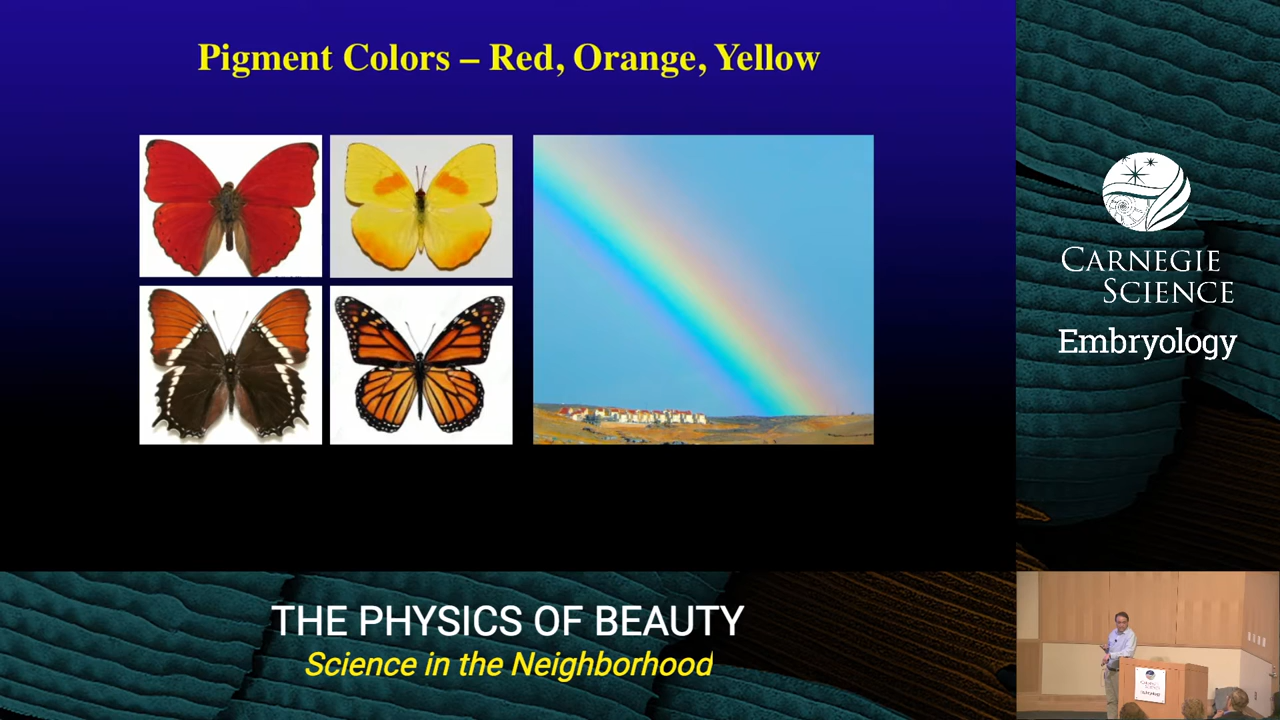 Pigment Colors – Red, Orange, Yellow
CARNEGIE
SCIENCE
Embryology
THE PHYSICS OF BEAUTY
Science in the Neighborhood